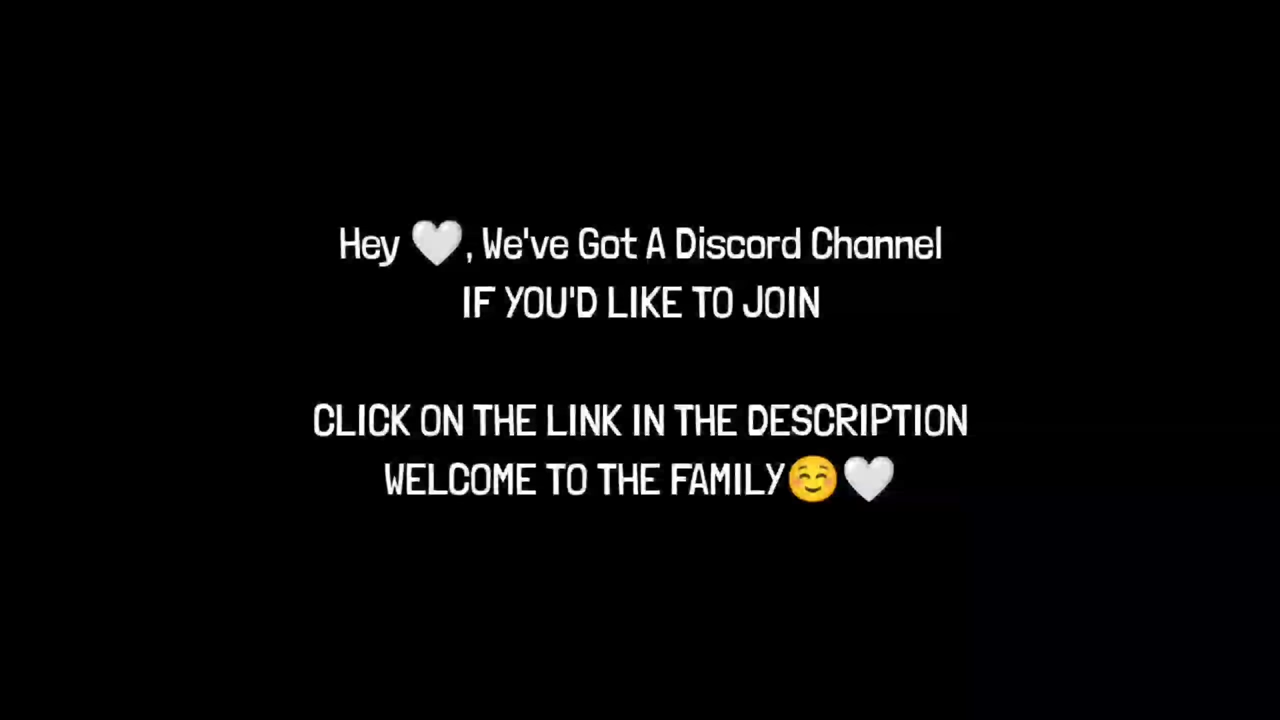 Hey 🤍, We've Got A Discord Channel
IF YOU'D LIKE TO JOIN
CLICK ON THE LINK IN THE DESCRIPTION
WELCOME TO THE FAMILY☺️🤍